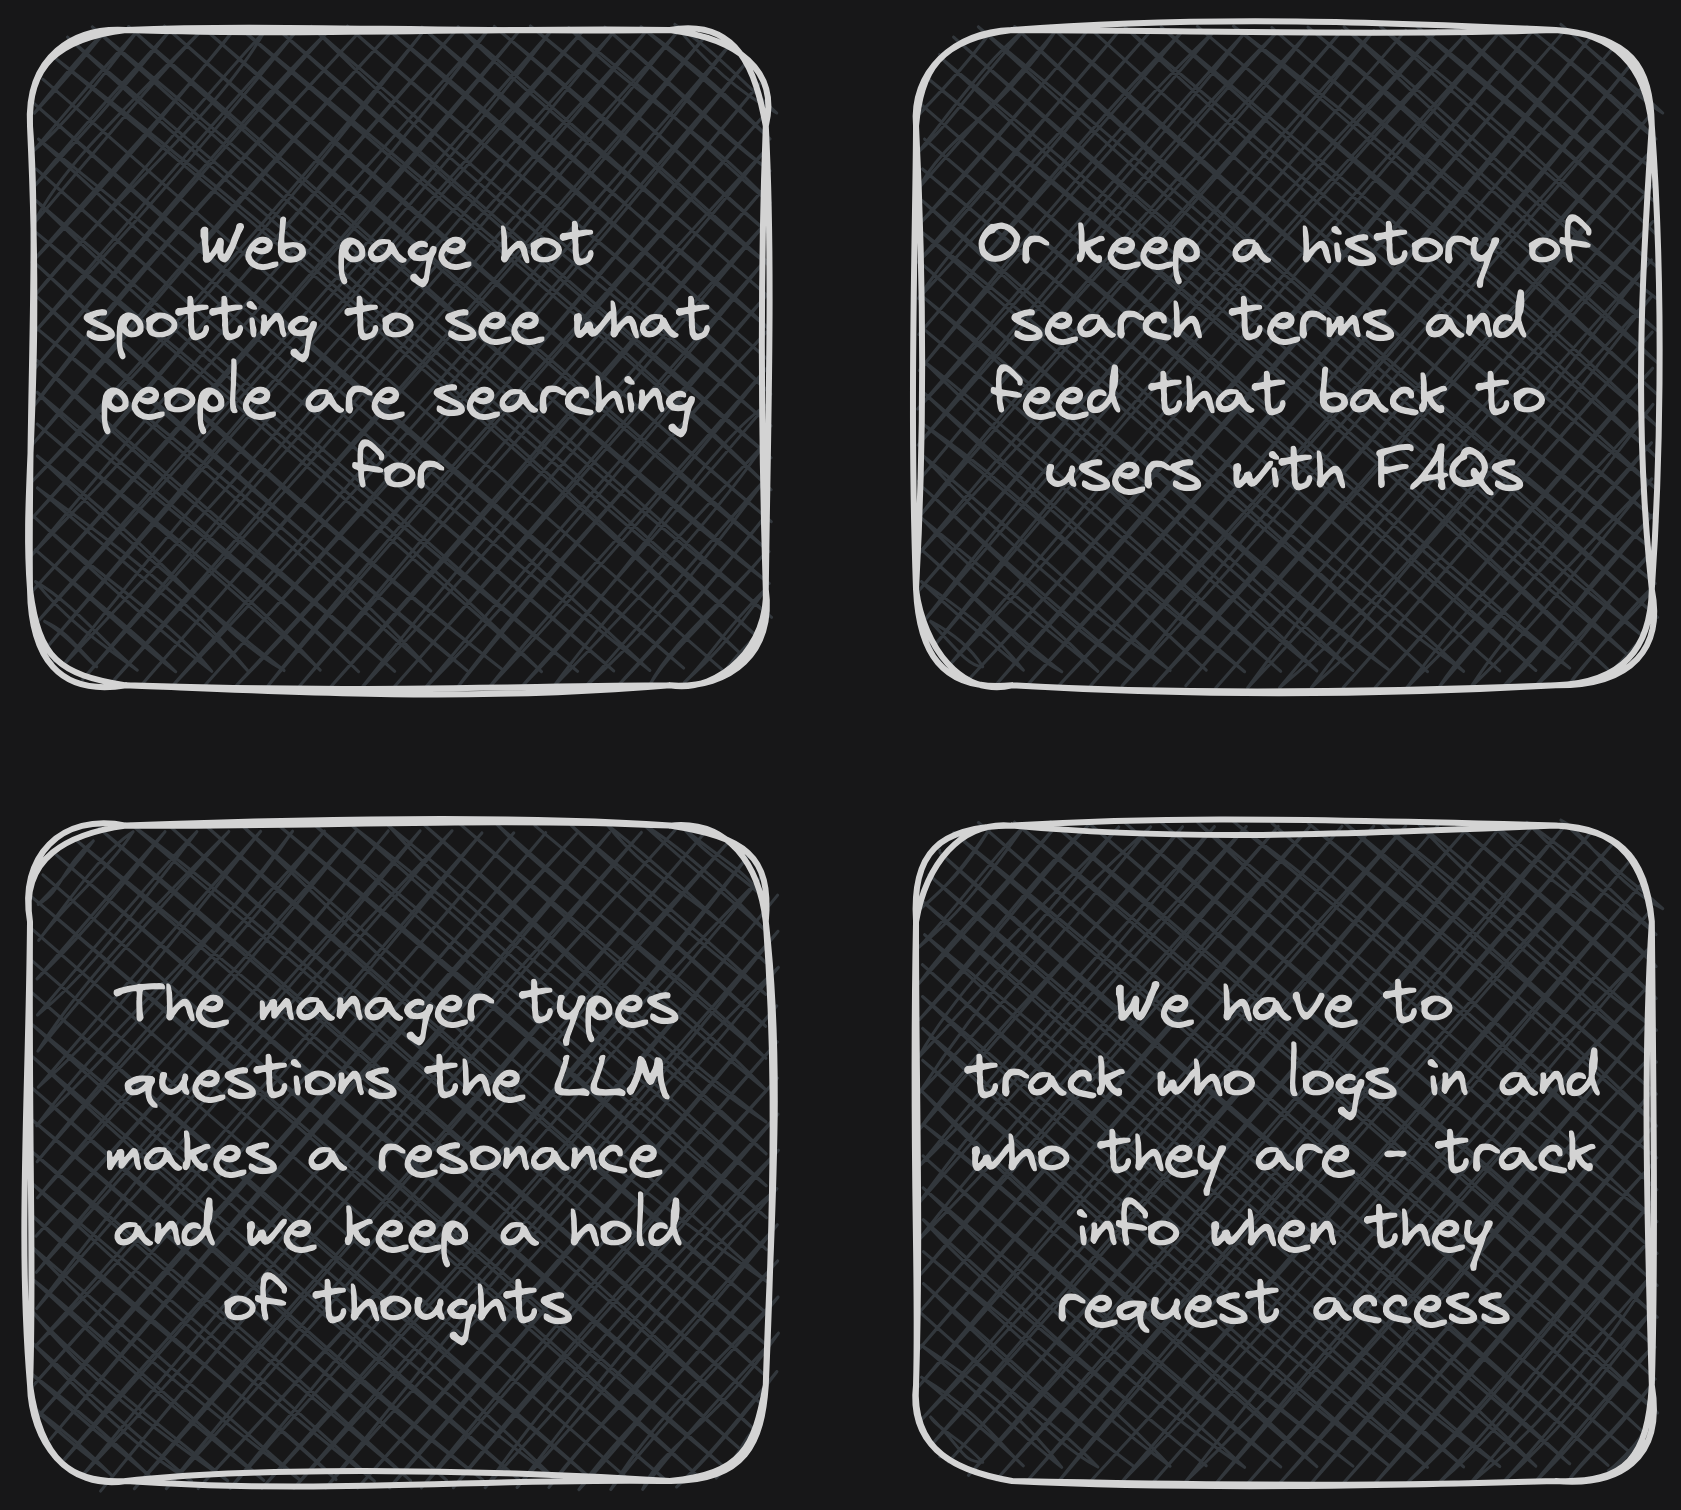 Web page hot
spotting to see what
people are searching
for
Or keep a history of
search terms and
feed that back to
users with FAQs
The manager types
questions the LLM
makes a resonance
and we keep a hold
of thoughts
We have to
track who logs in and
who they are - track
info when they
request access